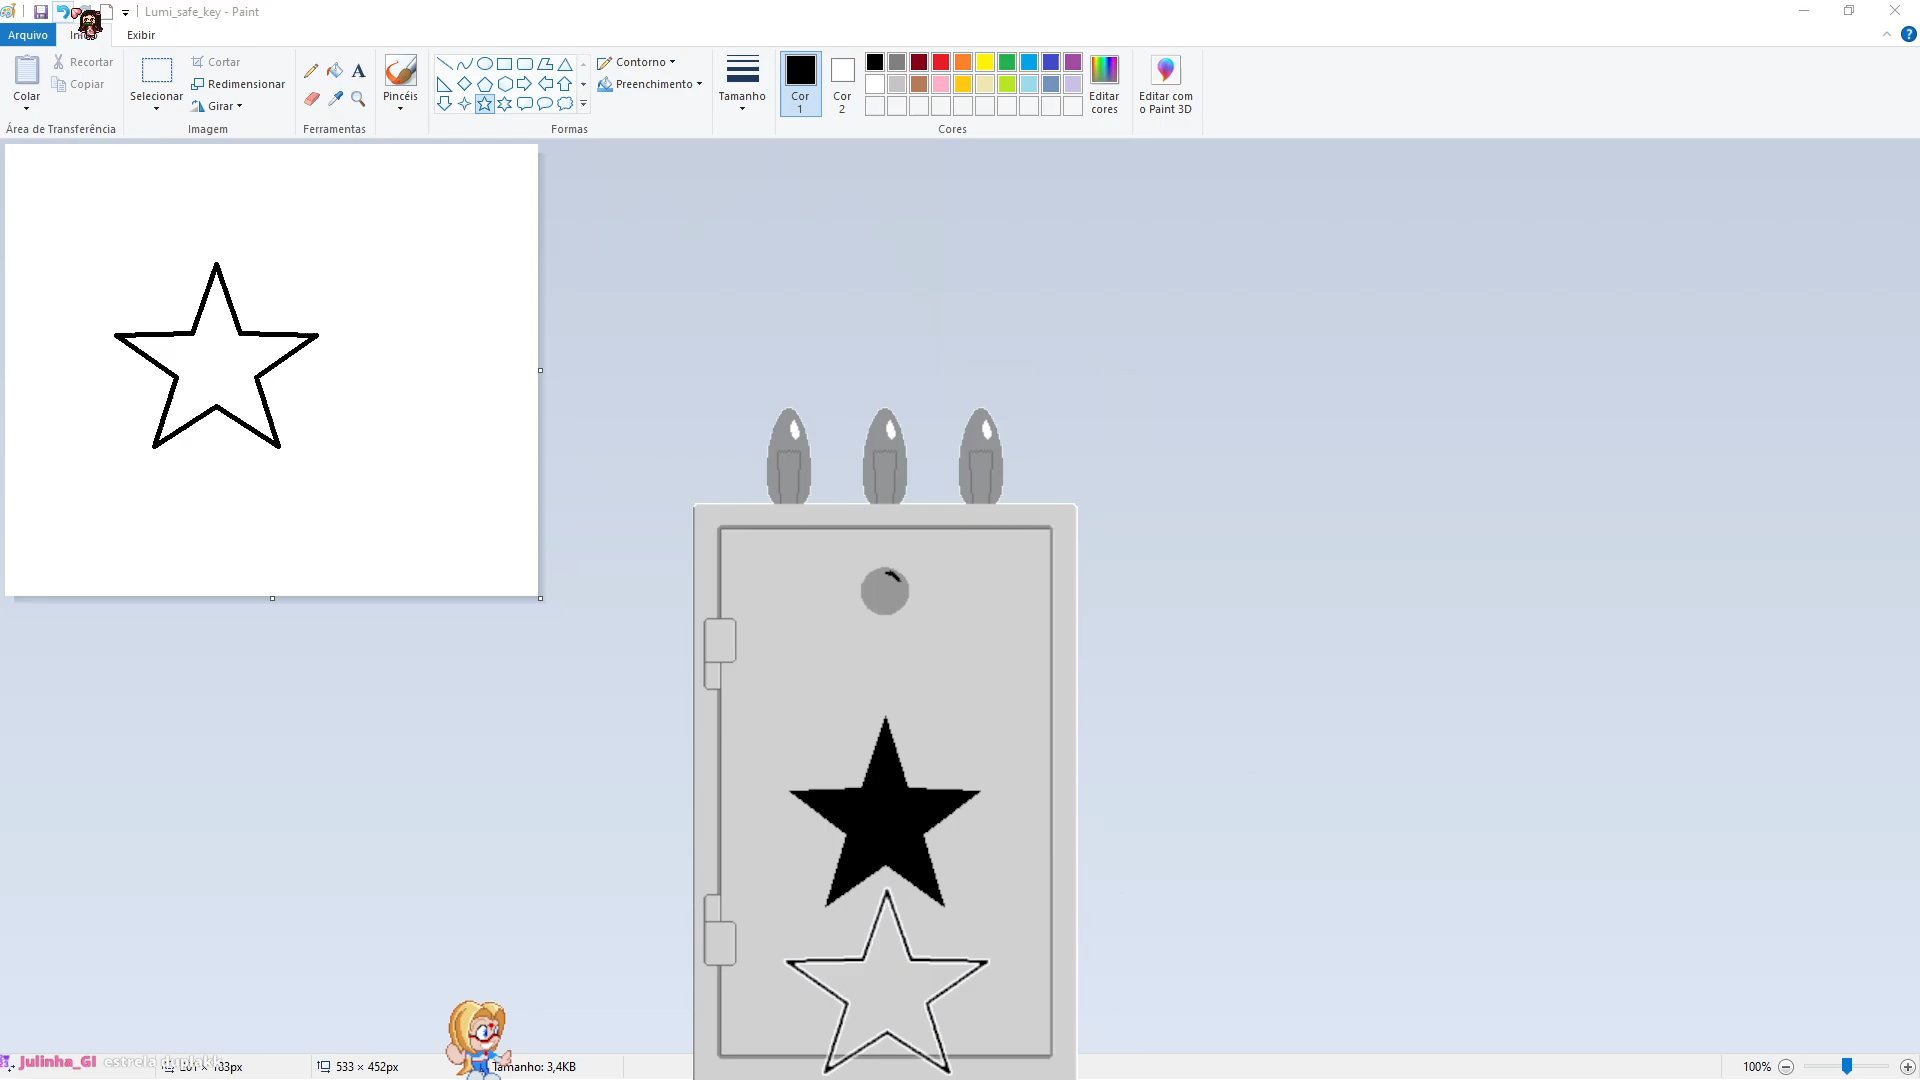 Lumi_safe_key - Paint
Arquivo
Exibir
Colar
Recortar
Copiar
Área de Transferência
Selecionar
Cortar
Redimensionar
Girar
Imagem
Ferramentas
Pincéis
Formas
Contorno
Preenchimento
Tamanho
Cor 1
Cor 2
Editar cores
Cores
Editar com o Paint 3D
Julinha_GI estrela duplakk
533 × 452px
Tamanho: 3,4KB
100%